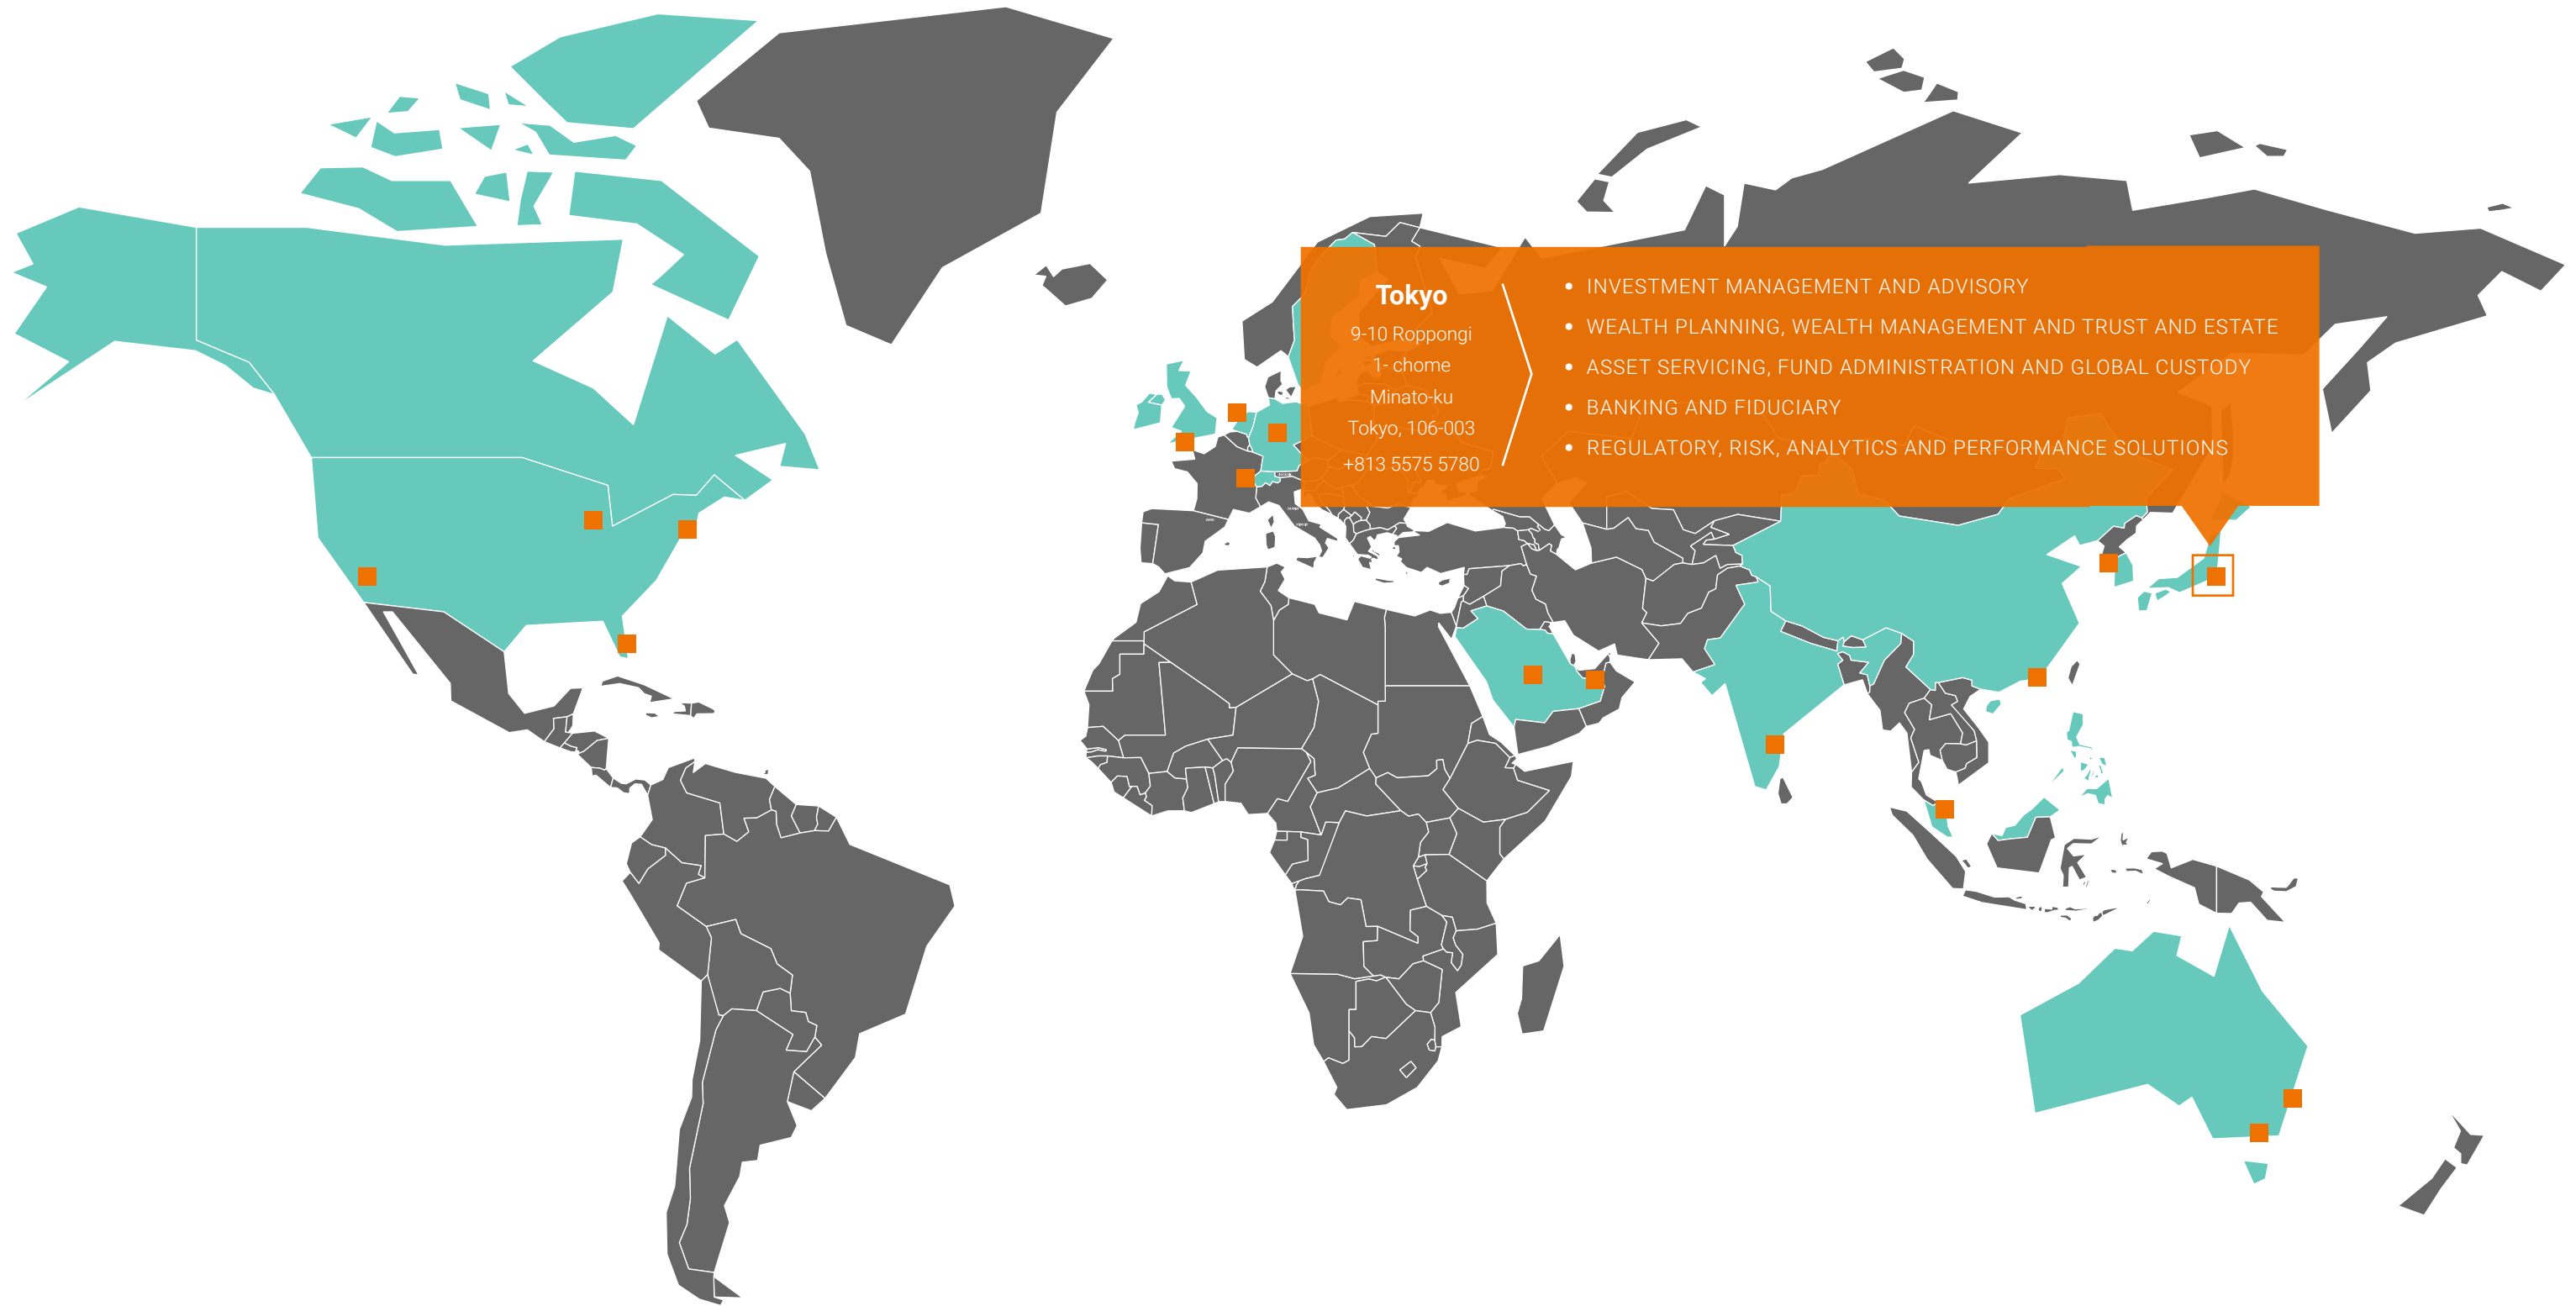 Tokyo
9-10 Roppongi
1- chome
Minato-ku
Tokyo, 106-003
+813 5575 5780
• INVESTMENT MANAGEMENT AND ADVISORY
• WEALTH PLANNING, WEALTH MANAGEMENT AND TRUST AND ESTATE
• ASSET SERVICING, FUND ADMINISTRATION AND GLOBAL CUSTODY
• BANKING AND FIDUCIARY
• REGULATORY, RISK, ANALYTICS AND PERFORMANCE SOLUTIONS